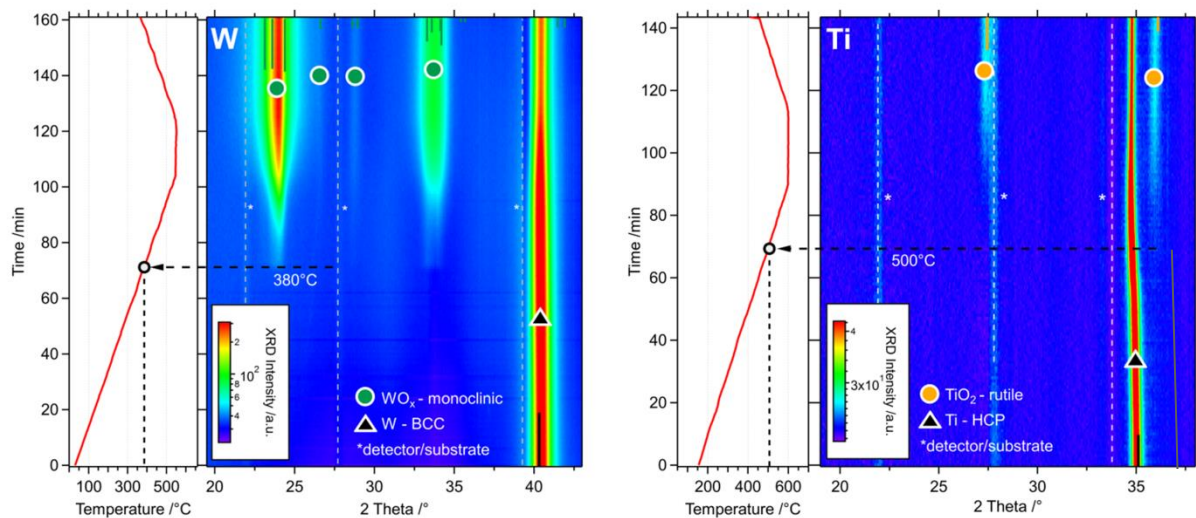 W
Time /min
160
140
120
100
80
60
40
20
0
100 300 500
Temperature /°C
20 25 30 35 40
2 Theta /°
* * *
380°C
XRD Intensity /a.u.
2
10²
6
4
WOₓ - monoclinic
W - BCC
*detector/substrate
Ti
Time /min
140
120
100
80
60
40
20
0
200 400 600
Temperature /°C
20 25 30 35
2 Theta /°
* * *
500°C
XRD Intensity /a.u.
4
3x10¹
TiO₂ - rutile
Ti - HCP
*detector/substrate